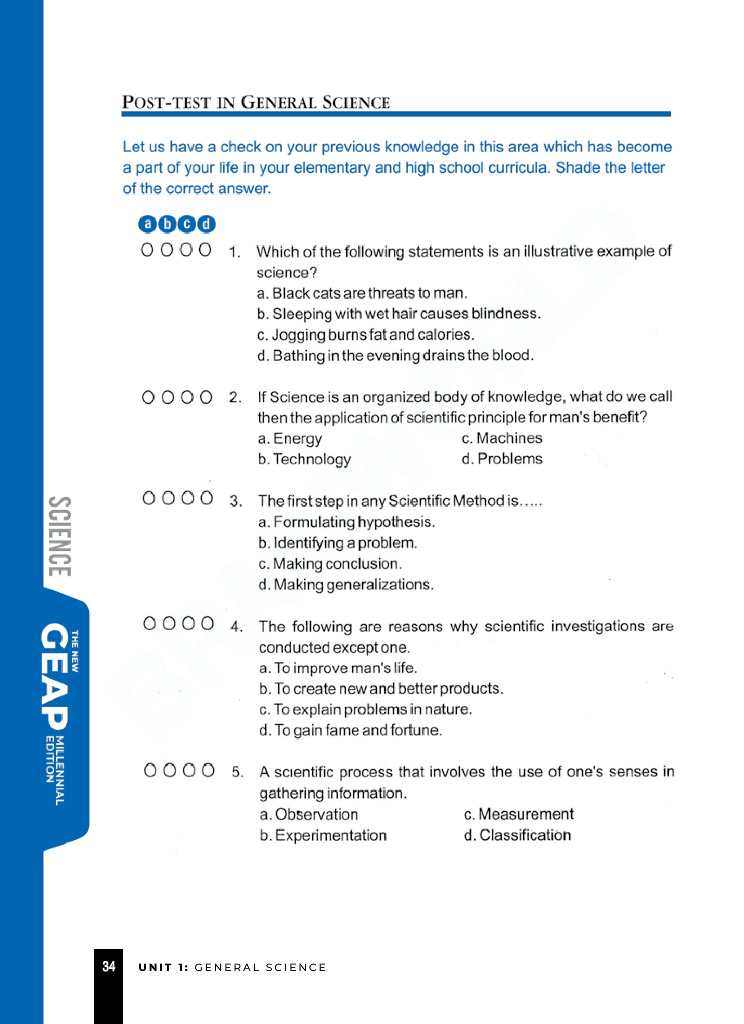 POST-TEST IN GENERAL SCIENCE
Let us have a check on your previous knowledge in this area which has become
a part of your life in your elementary and high school curricula. Shade the letter
of the correct answer.
a b c d
1. Which of the following statements is an illustrative example of
science?
a. Black cats are threats to man.
b. Sleeping with wet hair causes blindness.
c. Jogging burns fat and calories.
d. Bathing in the evening drains the blood.
2. If Science is an organized body of knowledge, what do we call
then the application of scientific principle for man's benefit?
a. Energy c. Machines
b. Technology d. Problems
3. The first step in any Scientific Method is.....
a. Formulating hypothesis.
b. Identifying a problem.
c. Making conclusion.
d. Making generalizations.
4. The following are reasons why scientific investigations are
conducted except one.
a. To improve man's life.
b. To create new and better products.
c. To explain problems in nature.
d. To gain fame and fortune.
5. A scientific process that involves the use of one's senses in
gathering information.
a. Observation c. Measurement
b. Experimentation d. Classification
SCIENCE
THE NEW
GEAP
MILLENNIAL
EDITION
34 UNIT 1: GENERAL SCIENCE